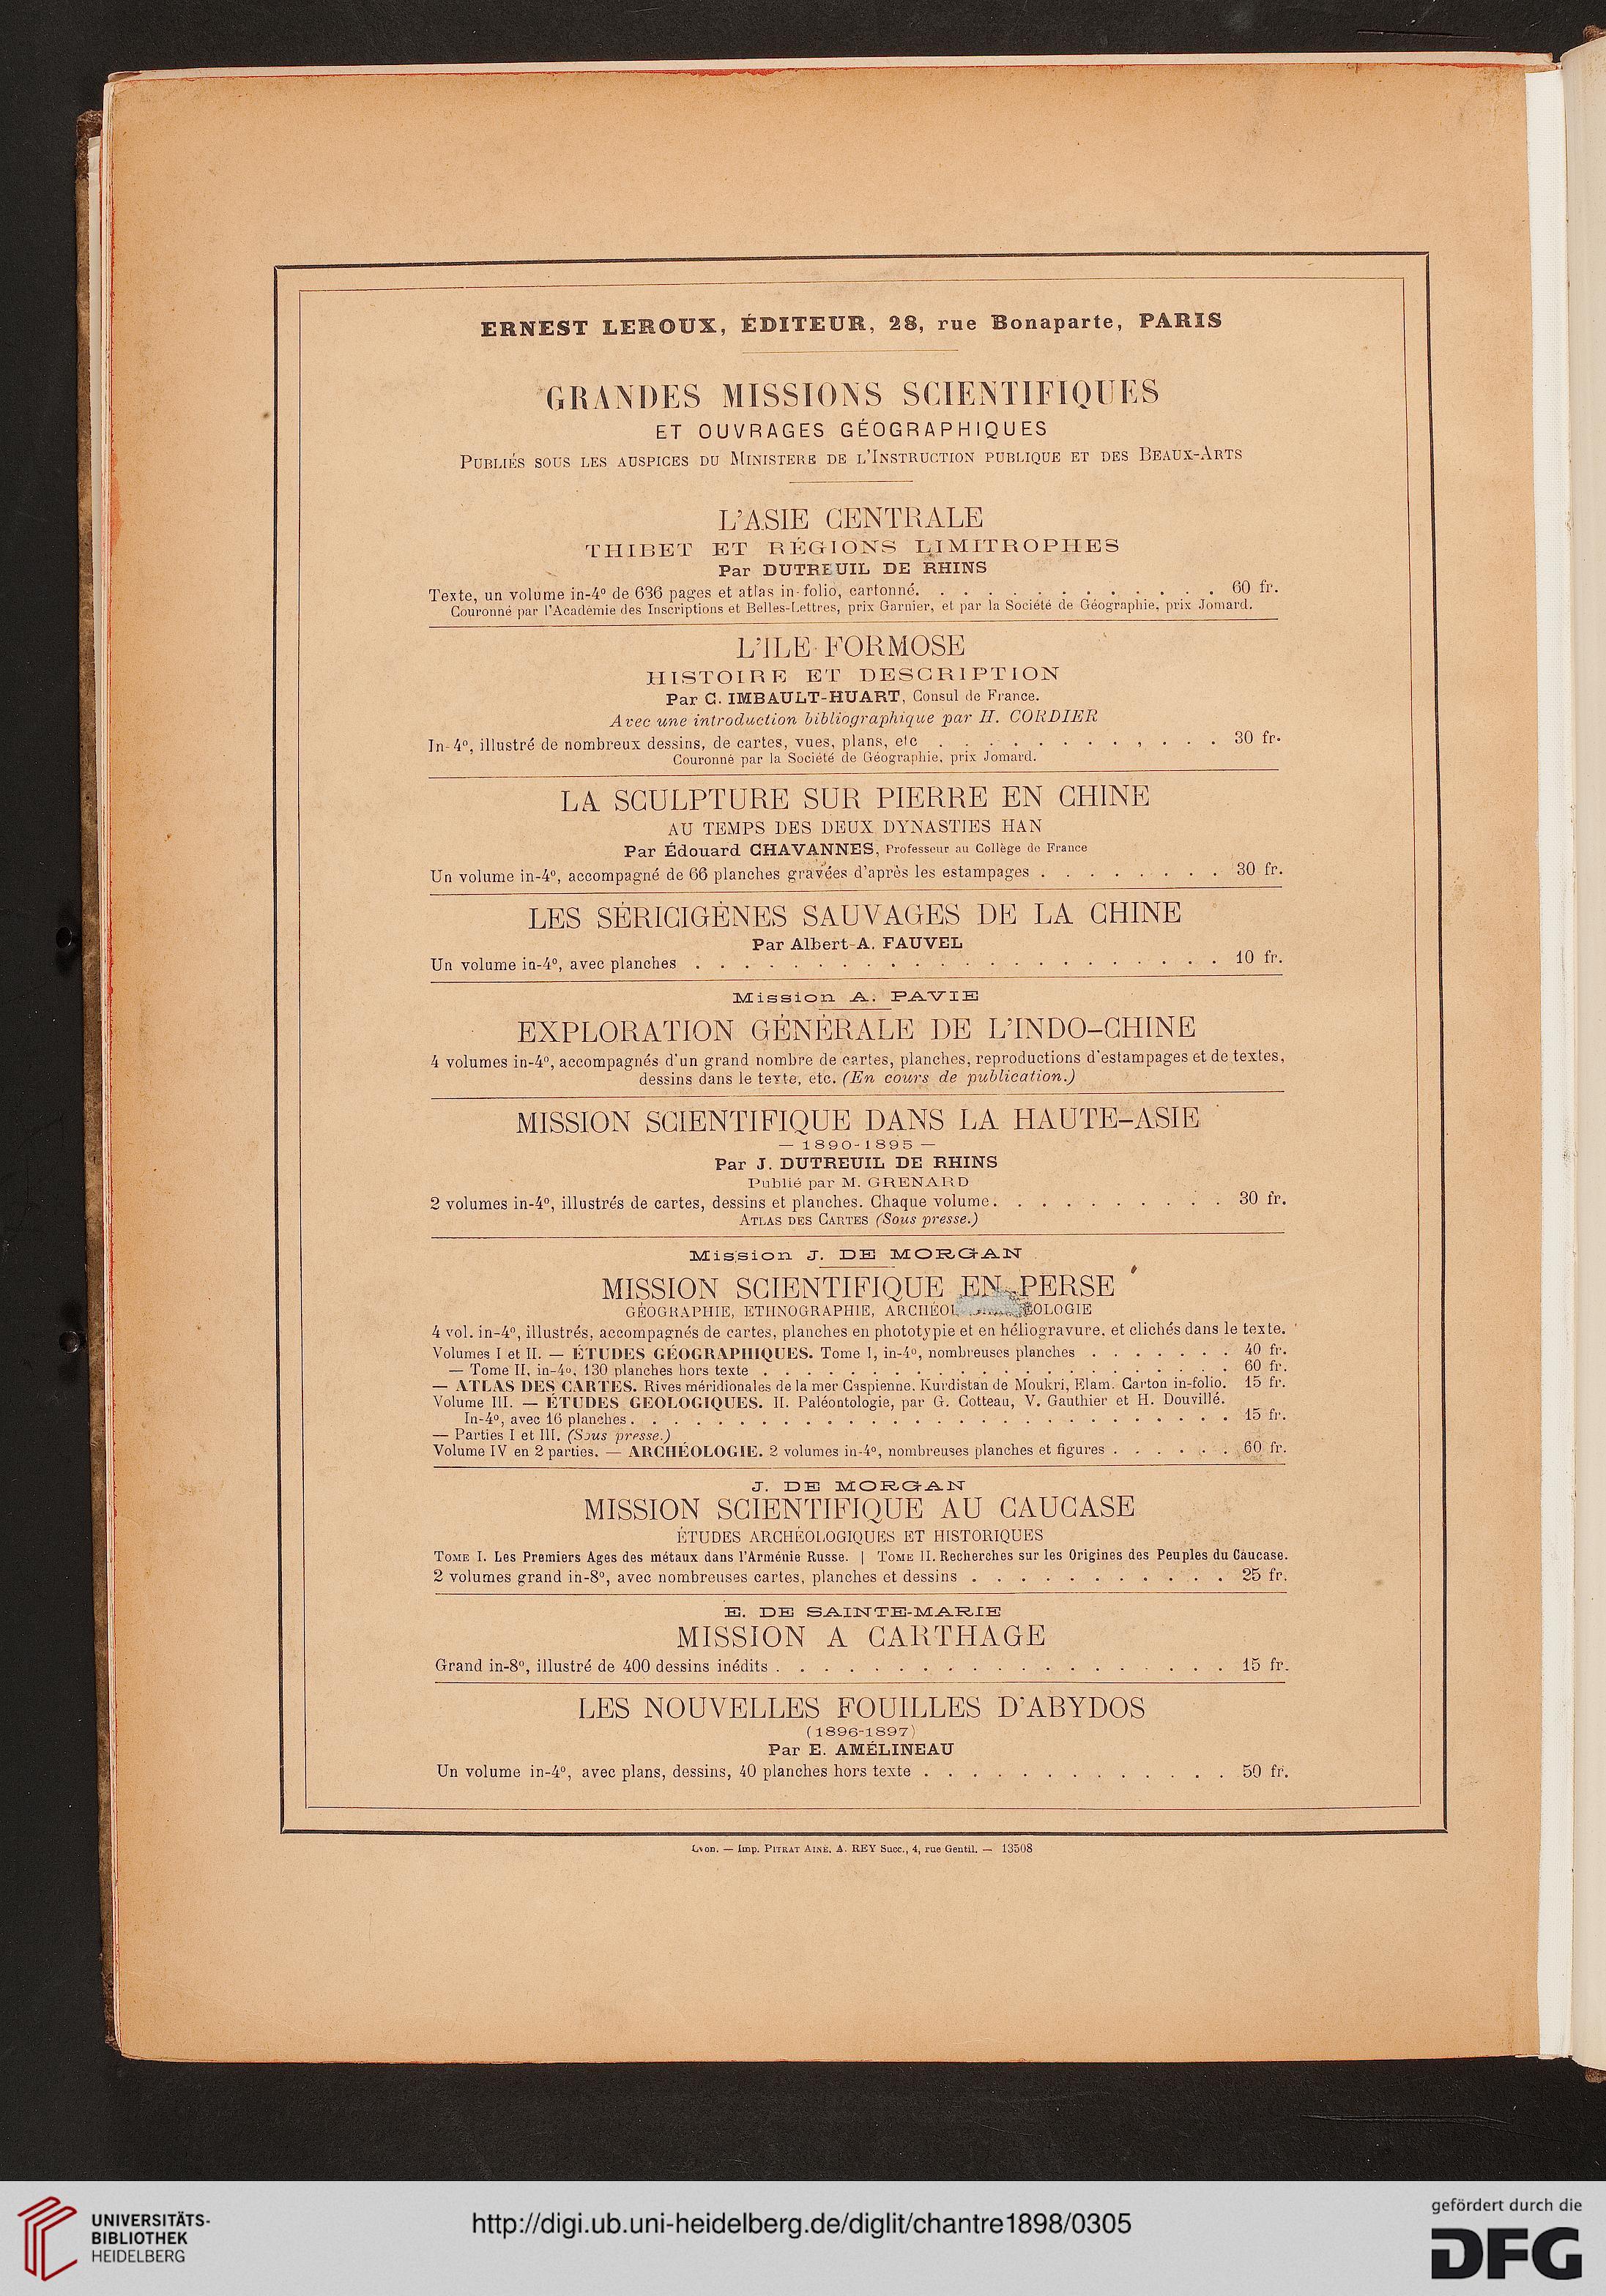 ERNEST LEROUX, ÉDITEUR, 28, rue Bonaparte, PARIS
GRANDES MISSIONS SCIENTIFIQUES
ET OUVRAGES GÉOGRAPHIQUES
PUBLIÉS SOUS LES AUSPICES DU MINISTERE DE L'INSTRUCTION PUBLIQUE ET DES BEAUX-ARTS
L'ASIE CENTRALE
THIBET ET RÉGIONS LIMITROPHES
Par DUTREUIL DE RHINS
Texte, un volume in-4º de 636 pages et atlas in-folio, cartonné. . . . . . . . . . . . . 60 fr.
Couronné par l'Académie des Inscriptions et Belles-Lettres, prix Garnier, et par la Société de Géographie, prix Jomard.
L'ILE FORMOSE
HISTOIRE ET DESCRIPTION
Par C. IMBAULT-HUART, Consul de France.
Avec une introduction bibliographique par H. CORDIER
In-4º, illustré de nombreux dessins, de cartes, vues, plans, etc . . . . . . . . . . . . 30 fr.
Couronné par la Société de Géographie, prix Jomard.
LA SCULPTURE SUR PIERRE EN CHINE
AU TEMPS DES DEUX DYNASTIES HAN
Par Édouard CHAVANNES, Professeur au Collège de France
Un volume in-4º, accompagné de 66 planches gravées d'après les estampages . . . . . . . . 30 fr.
LES SÉRICIGÈNES SAUVAGES DE LA CHINE
Par Albert-A. FAUVEL
Un volume in-4º, avec planches . . . . . . . . . . . . . . . . . . . . . . 10 fr.
Mission A. PAVIE
EXPLORATION GÉNÉRALE DE L'INDO-CHINE
4 volumes in-4º, accompagnés d'un grand nombre de cartes, planches, reproductions d'estampages et de textes,
dessins dans le texte, etc. (En cours de publication.)
MISSION SCIENTIFIQUE DANS LA HAUTE-ASIE
— 1890-1895 —
Par J. DUTREUIL DE RHINS
Publié par M. GRENARD
2 volumes in-4º, illustrés de cartes, dessins et planches. Chaque volume. . . . . . . . . . 30 fr.
ATLAS DES CARTES (Sous presse.)
Mission J. DE MORGAN
MISSION SCIENTIFIQUE EN PERSE
GÉOGRAPHIE, ETHNOGRAPHIE, ARCHÉOL OLOGIE
4 vol. in-4º, illustrés, accompagnés de cartes, planches en phototypie et en héliogravure, et clichés dans le texte.
Volumes I et II. — ÉTUDES GÉOGRAPHIQUES. Tome I, in-4º, nombreuses planches . . . . . . 40 fr.
— Tome II, in-4º, 130 planches hors texte . . . . . . . . . . . . . . . . . . . . 60 fr.
— ATLAS DES CARTES. Rives méridionales de la mer Caspienne. Kurdistan de Moukri, Elam. Carton in-folio. 15 fr.
Volume III. — ÉTUDES GÉOLOGIQUES. II. Paléontologie, par G. Cotteau, V. Gauthier et H. Douvillé.
In-4º, avec 16 planches . . . . . . . . . . . . . . . . . . . . . . . . . 15 fr.
— Parties I et III. (Sous presse.)
Volume IV en 2 parties. — ARCHÉOLOGIE. 2 volumes in-4º, nombreuses planches et figures . . . . . . 60 fr.
J. DE MORGAN
MISSION SCIENTIFIQUE AU CAUCASE
ÉTUDES ARCHÉOLOGIQUES ET HISTORIQUES
TOME I. Les Premiers Ages des métaux dans l'Arménie Russe. | TOME II. Recherches sur les Origines des Peuples du Caucase.
2 volumes grand in-8º, avec nombreuses cartes, planches et dessins . . . . . . . . . . . 25 fr.
E. DE SAINTE-MARIE
MISSION A CARTHAGE
Grand in-8º, illustré de 400 dessins inédits . . . . . . . . . . . . . . . . . . . 15 fr.
LES NOUVELLES FOUILLES D'ABYDOS
(1896-1897)
Par E. AMÉLINEAU
Un volume in-4º, avec plans, dessins, 40 planches hors texte . . . . . . . . . . . . . 50 fr.
Lyon. — Imp. PITRAT AINÉ, A. REY Succ., 4, rue Gentil. — 13508
UNIVERSITÄTS-
BIBLIOTHEK
HEIDELBERG
http://digi.ub.uni-heidelberg.de/diglit/chantre1898/0305
gefördert durch die
DFG